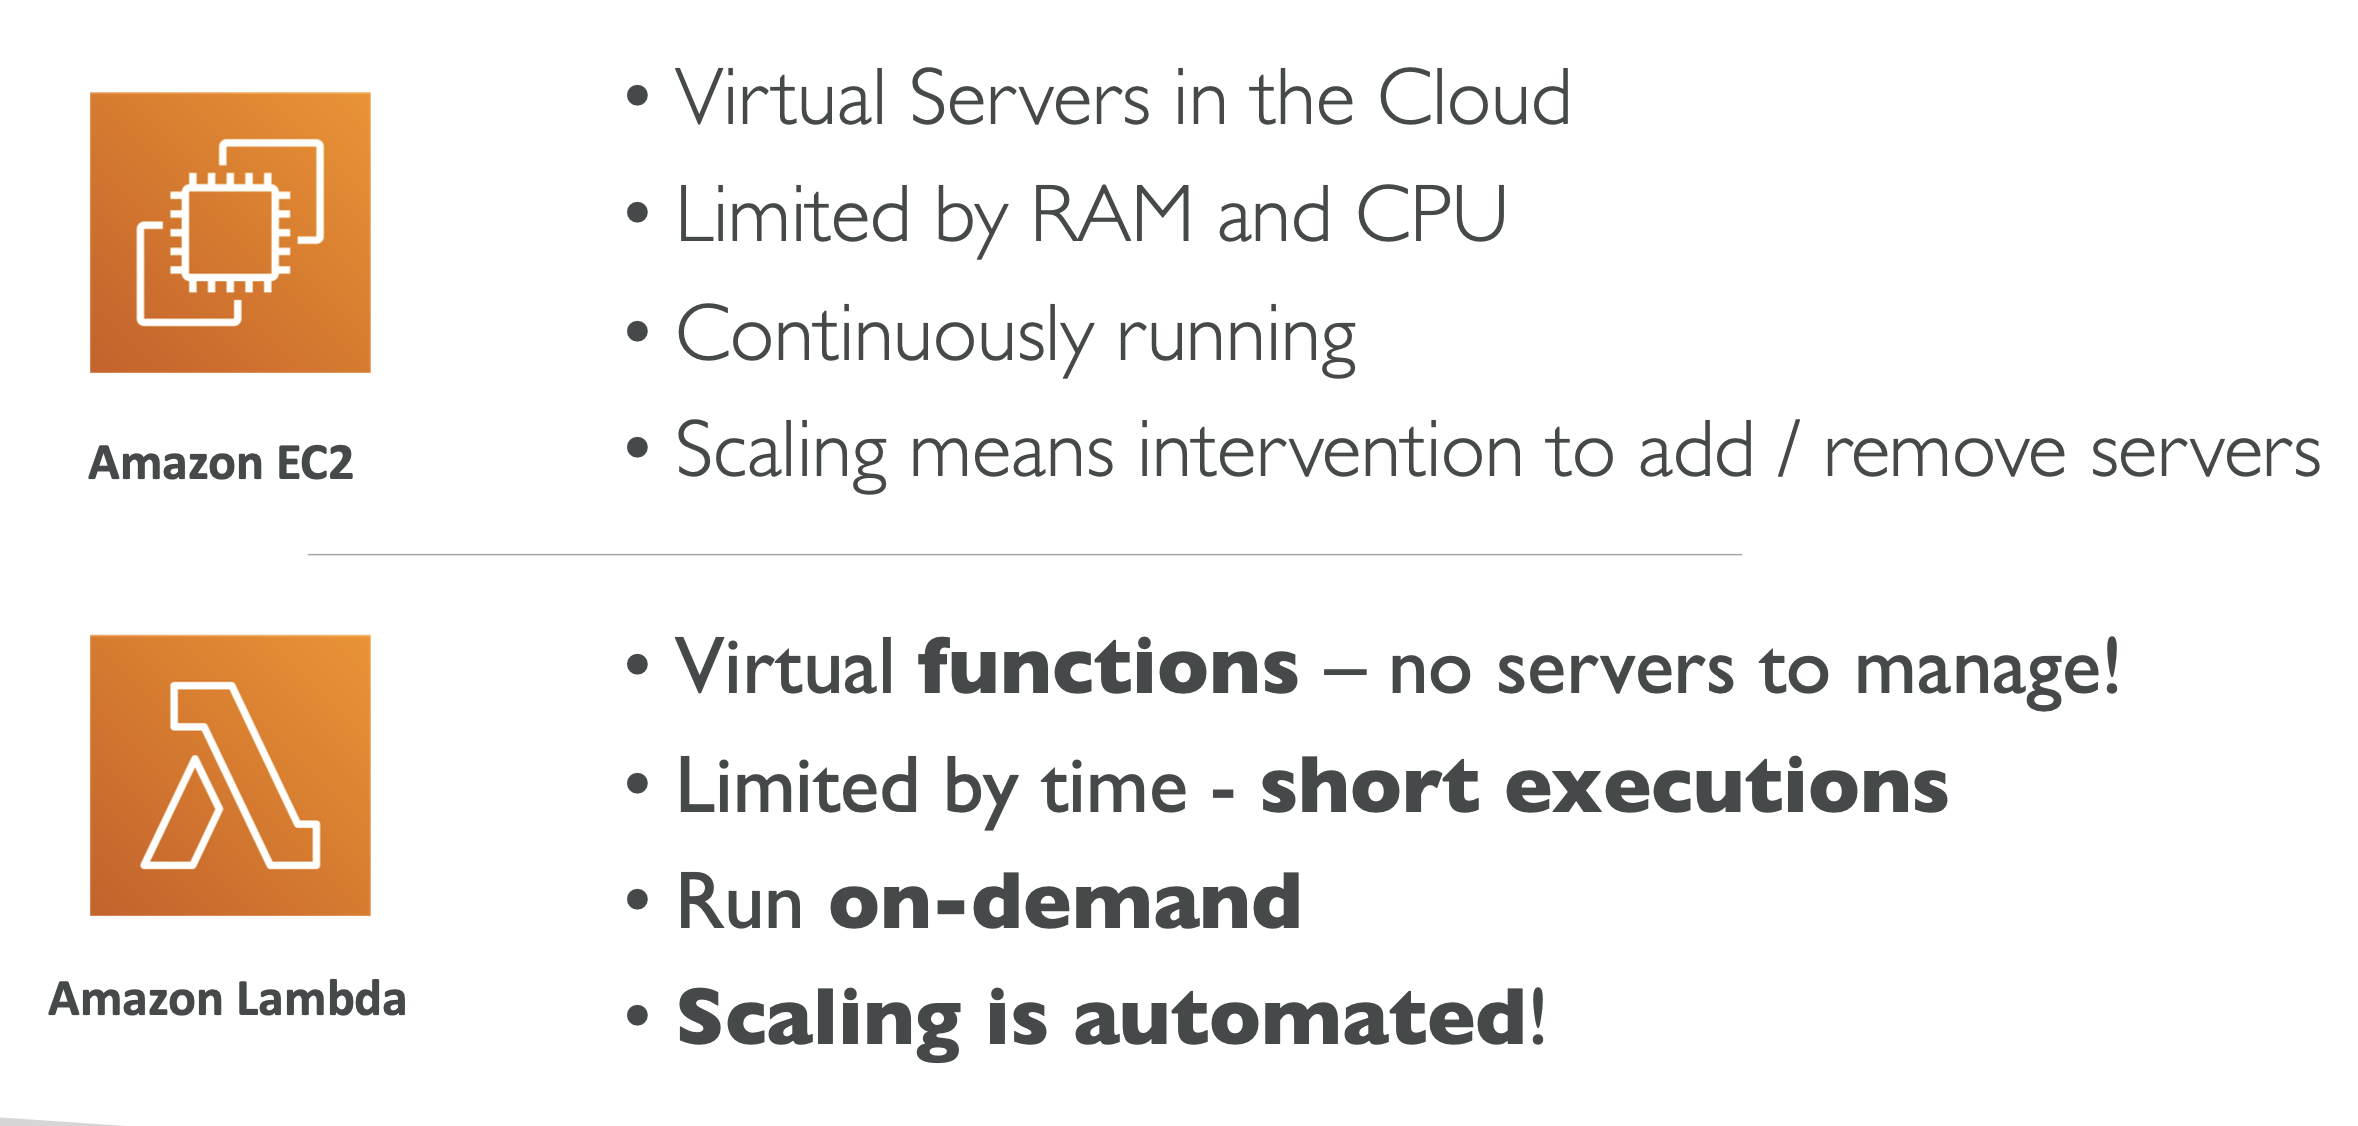 • Virtual Servers in the Cloud
• Limited by RAM and CPU
• Continuously running
• Scaling means intervention to add / remove servers
Amazon EC2
• Virtual functions – no servers to manage!
• Limited by time - short executions
• Run on-demand
• Scaling is automated!
Amazon Lambda